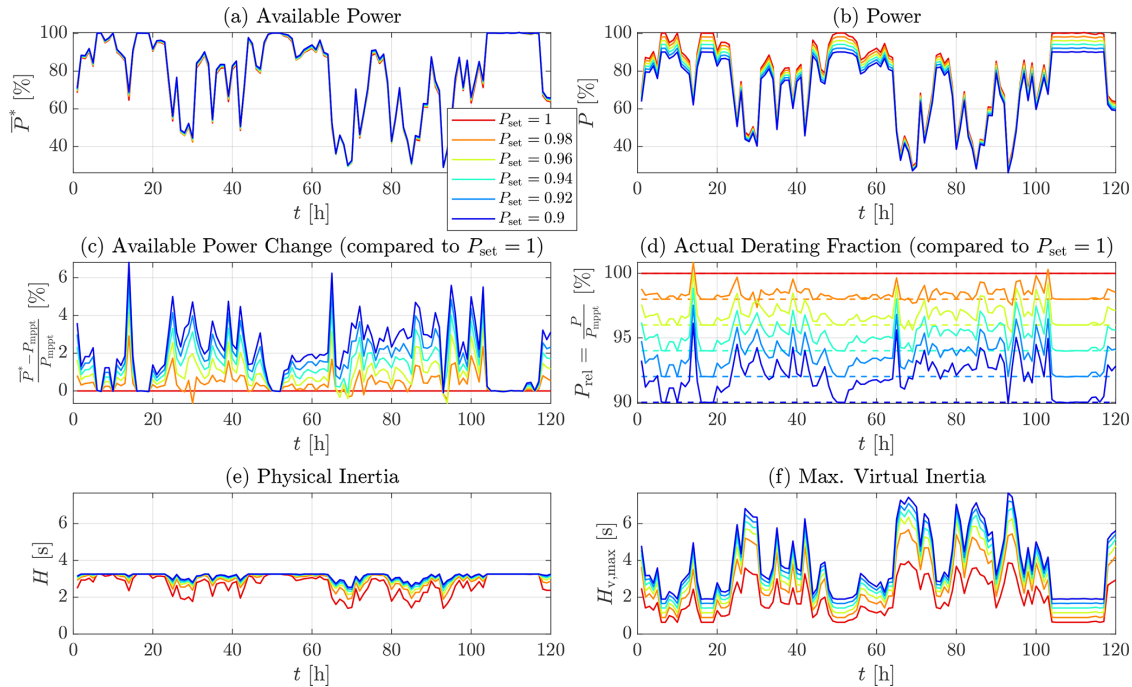 (a) Available Power
100
80
60
40
P̅* [%]
0 20 40 60 80 100 120
t [h]
(b) Power
100
80
60
40
P [%]
0 20 40 60 80 100 120
t [h]
P_set = 1
P_set = 0.98
P_set = 0.96
P_set = 0.94
P_set = 0.92
P_set = 0.9
(c) Available Power Change (compared to P_set = 1)
6
4
2
0
(P̅* − P_mppt)/P_mppt [%]
0 20 40 60 80 100 120
t [h]
(d) Actual Derating Fraction (compared to P_set = 1)
100
95
90
P_rel = P/P_mppt [%]
0 20 40 60 80 100 120
t [h]
(e) Physical Inertia
6
4
2
0
H [s]
0 20 40 60 80 100 120
t [h]
(f) Max. Virtual Inertia
6
4
2
0
H_v,max [s]
0 20 40 60 80 100 120
t [h]